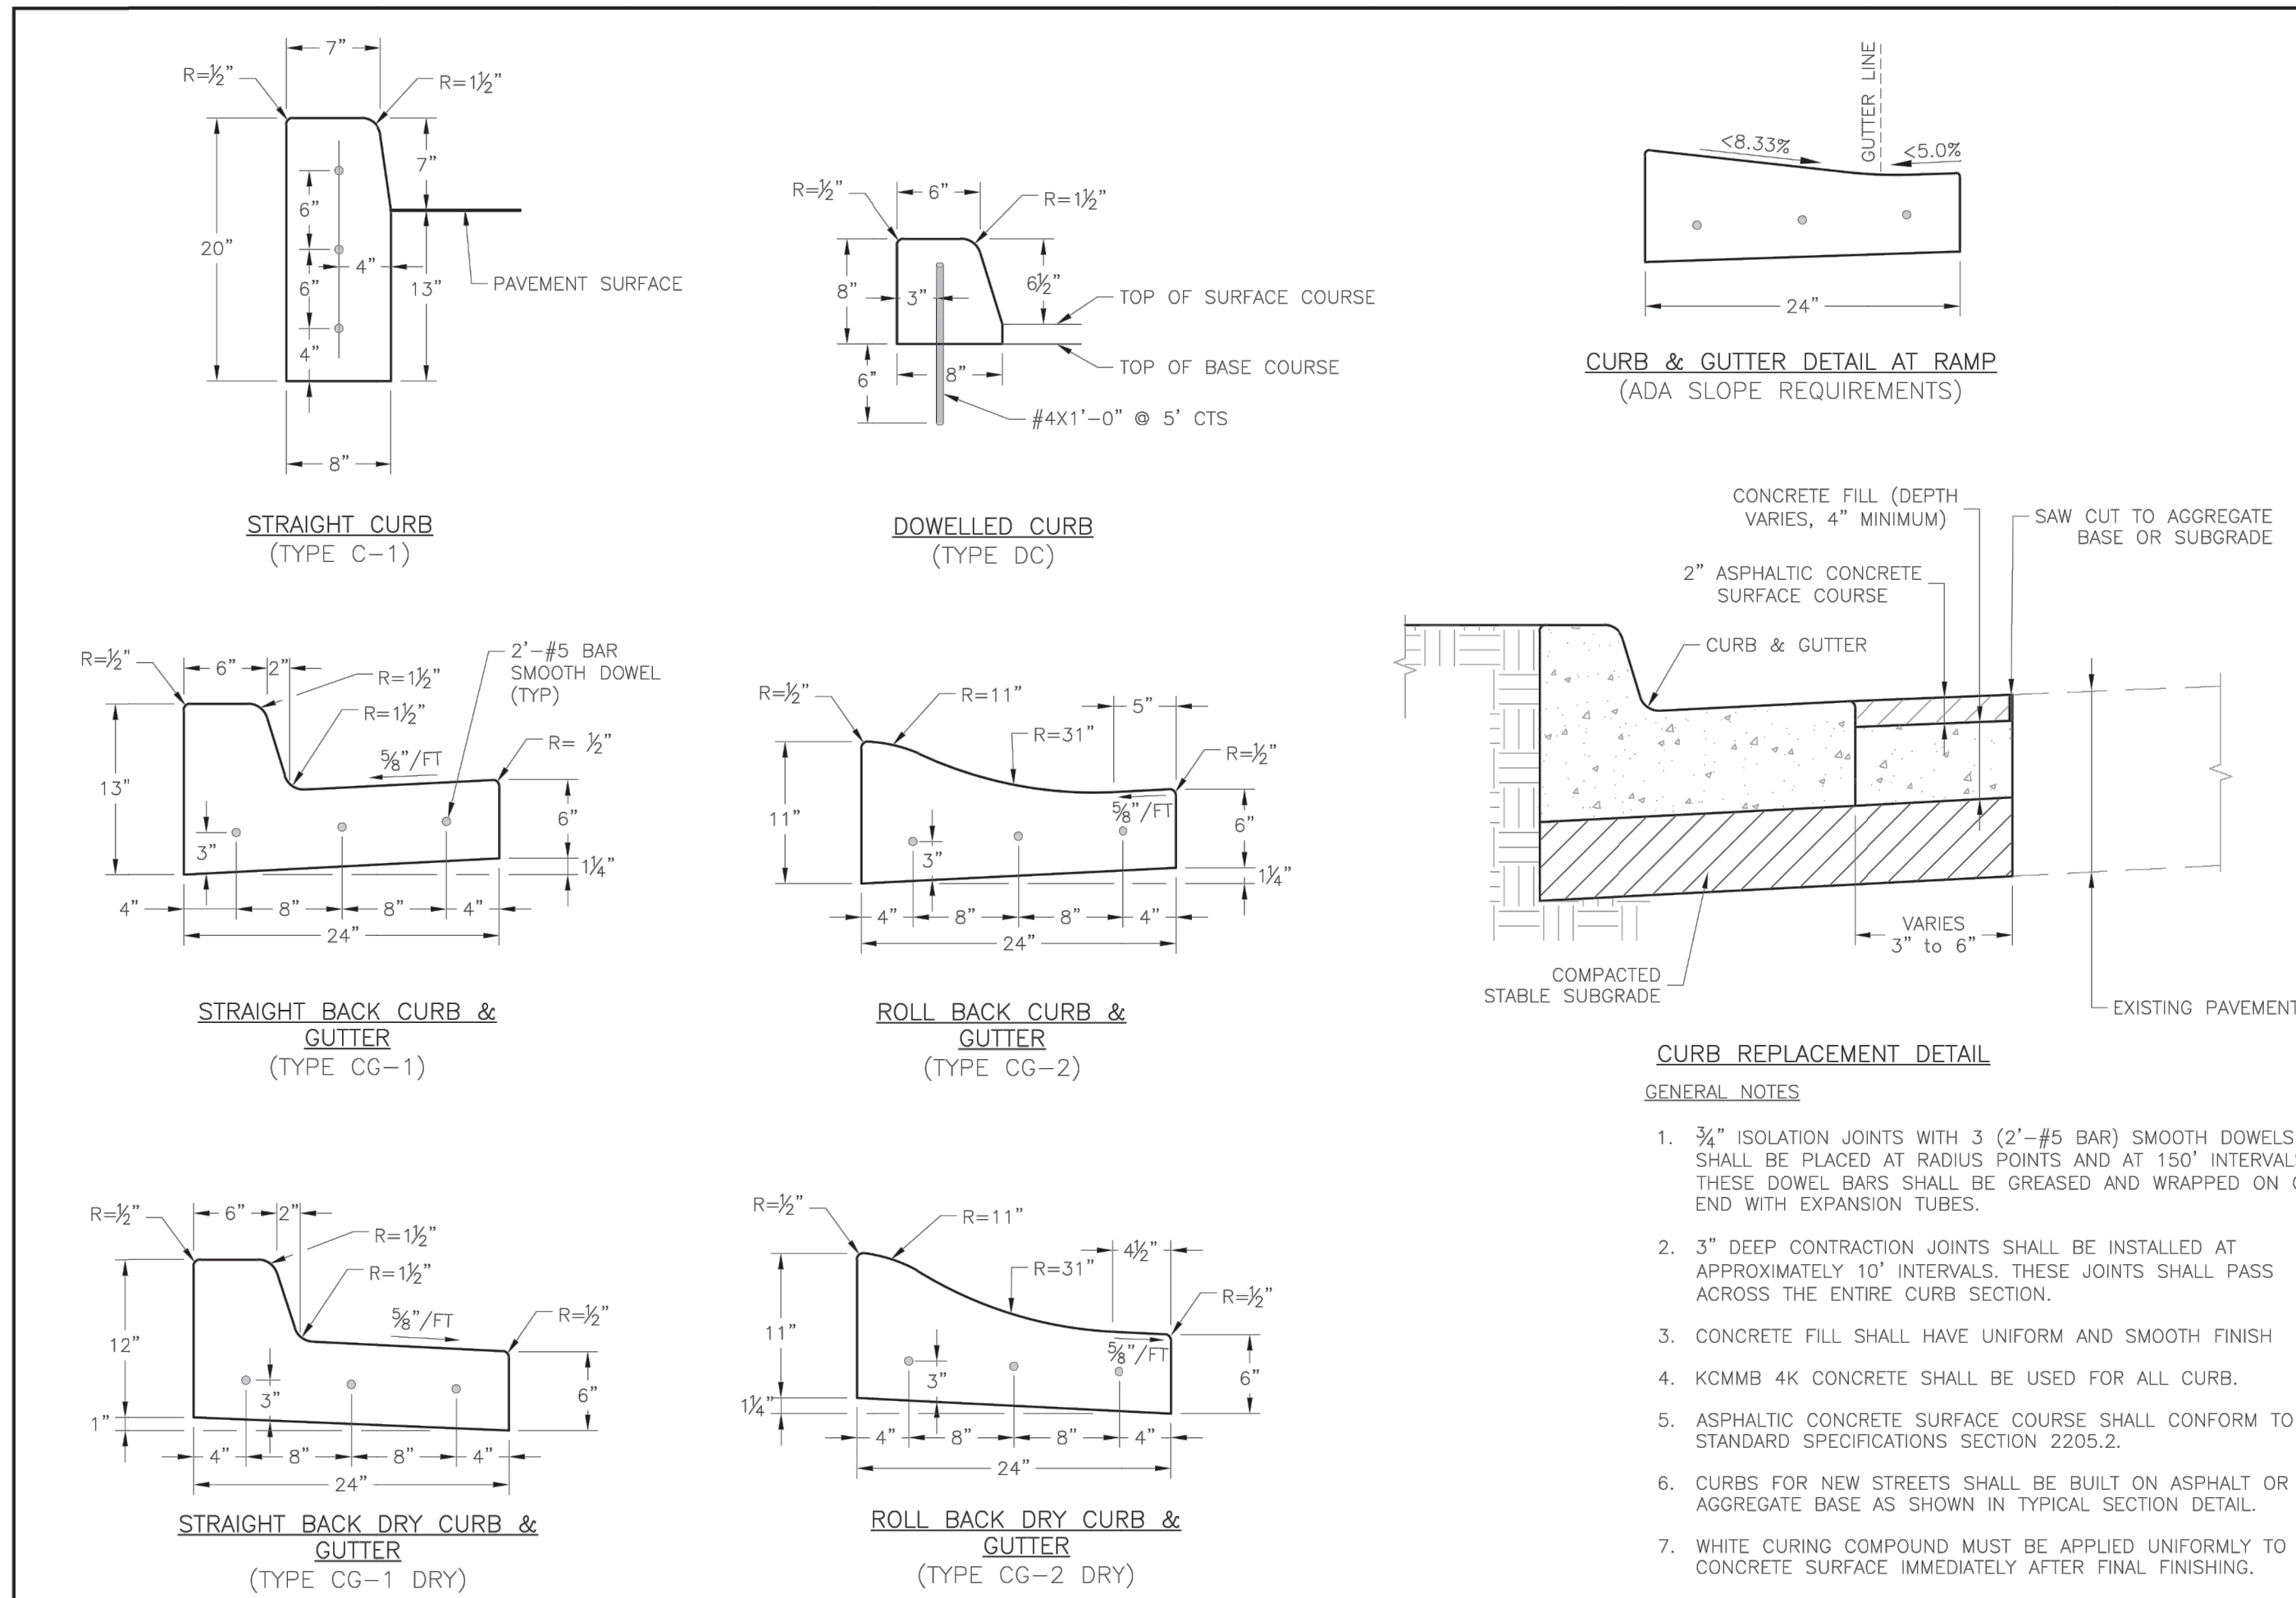 7"
R=½"
R=1½"
7"
6"
20"
4"
6"
13"
PAVEMENT SURFACE
4"
8"
STRAIGHT CURB
(TYPE C-1)
R=½"
6"
R=1½"
8"
3"
6½"
TOP OF SURFACE COURSE
TOP OF BASE COURSE
6"
8"
#4X1'-0" @ 5' CTS
DOWELLED CURB
(TYPE DC)
GUTTER LINE
<8.33%
<5.0%
24"
CURB & GUTTER DETAIL AT RAMP
(ADA SLOPE REQUIREMENTS)
R=½"
6"
2"
R=1½"
R=1½"
2'-#5 BAR
SMOOTH DOWEL
(TYP)
⅝"/FT
R= ½"
13"
3"
6"
1¼"
4"
8"
8"
4"
24"
STRAIGHT BACK CURB &
GUTTER
(TYPE CG-1)
R=½"
R=11"
5"
R=31"
R=½"
11"
⅝"/FT
6"
3"
1¼"
4"
8"
8"
4"
24"
ROLL BACK CURB &
GUTTER
(TYPE CG-2)
CONCRETE FILL (DEPTH
VARIES, 4" MINIMUM)
SAW CUT TO AGGREGATE
BASE OR SUBGRADE
2" ASPHALTIC CONCRETE
SURFACE COURSE
CURB & GUTTER
VARIES
3" to 6"
COMPACTED
STABLE SUBGRADE
EXISTING PAVEMENT
CURB REPLACEMENT DETAIL
R=½"
6"
2"
R=1½"
R=1½"
⅝"/FT
R=½"
12"
3"
6"
1"
4"
8"
8"
4"
24"
STRAIGHT BACK DRY CURB &
GUTTER
(TYPE CG-1 DRY)
R=½"
R=11"
4½"
R=31"
R=½"
11"
⅝"/FT
3"
6"
1¼"
4"
8"
8"
4"
24"
ROLL BACK DRY CURB &
GUTTER
(TYPE CG-2 DRY)
GENERAL NOTES
1. ¾" ISOLATION JOINTS WITH 3 (2'-#5 BAR) SMOOTH DOWELS
SHALL BE PLACED AT RADIUS POINTS AND AT 150' INTERVALS
THESE DOWEL BARS SHALL BE GREASED AND WRAPPED ON
END WITH EXPANSION TUBES.
2. 3" DEEP CONTRACTION JOINTS SHALL BE INSTALLED AT
APPROXIMATELY 10' INTERVALS. THESE JOINTS SHALL PASS
ACROSS THE ENTIRE CURB SECTION.
3. CONCRETE FILL SHALL HAVE UNIFORM AND SMOOTH FINISH
4. KCMMB 4K CONCRETE SHALL BE USED FOR ALL CURB.
5. ASPHALTIC CONCRETE SURFACE COURSE SHALL CONFORM TO
STANDARD SPECIFICATIONS SECTION 2205.2.
6. CURBS FOR NEW STREETS SHALL BE BUILT ON ASPHALT OR
AGGREGATE BASE AS SHOWN IN TYPICAL SECTION DETAIL.
7. WHITE CURING COMPOUND MUST BE APPLIED UNIFORMLY TO
CONCRETE SURFACE IMMEDIATELY AFTER FINAL FINISHING.